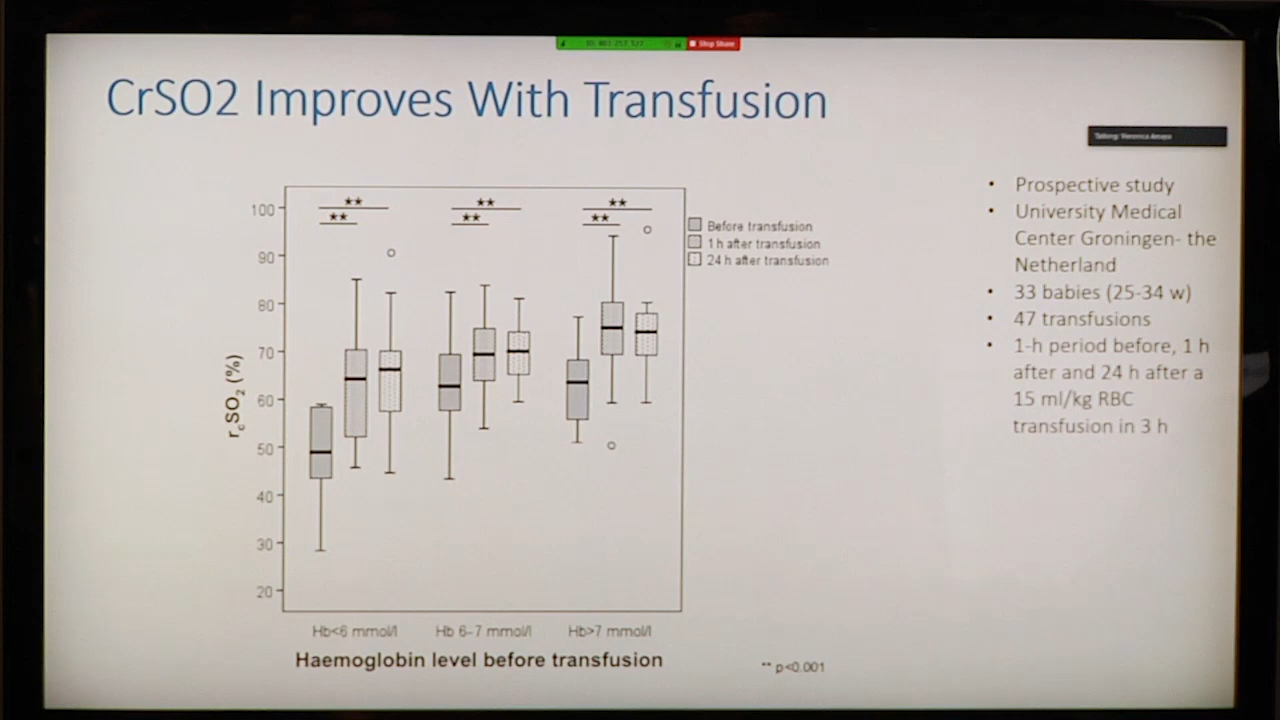 Stop Share
CrSO2 Improves With Transfusion
Talking: Veronica
** ** **
** ** **
100
90
80
70
60
50
40
30
20
rcSO2 (%)
Before transfusion
1 h after transfusion
24 h after transfusion
Hb<6 mmol/l Hb 6–7 mmol/l Hb>7 mmol/l
Haemoglobin level before transfusion
** p<0.001
• Prospective study
• University Medical
Center Groningen- the
Netherland
• 33 babies (25-34 w)
• 47 transfusions
• 1-h period before, 1 h
after and 24 h after a
15 ml/kg RBC
transfusion in 3 h